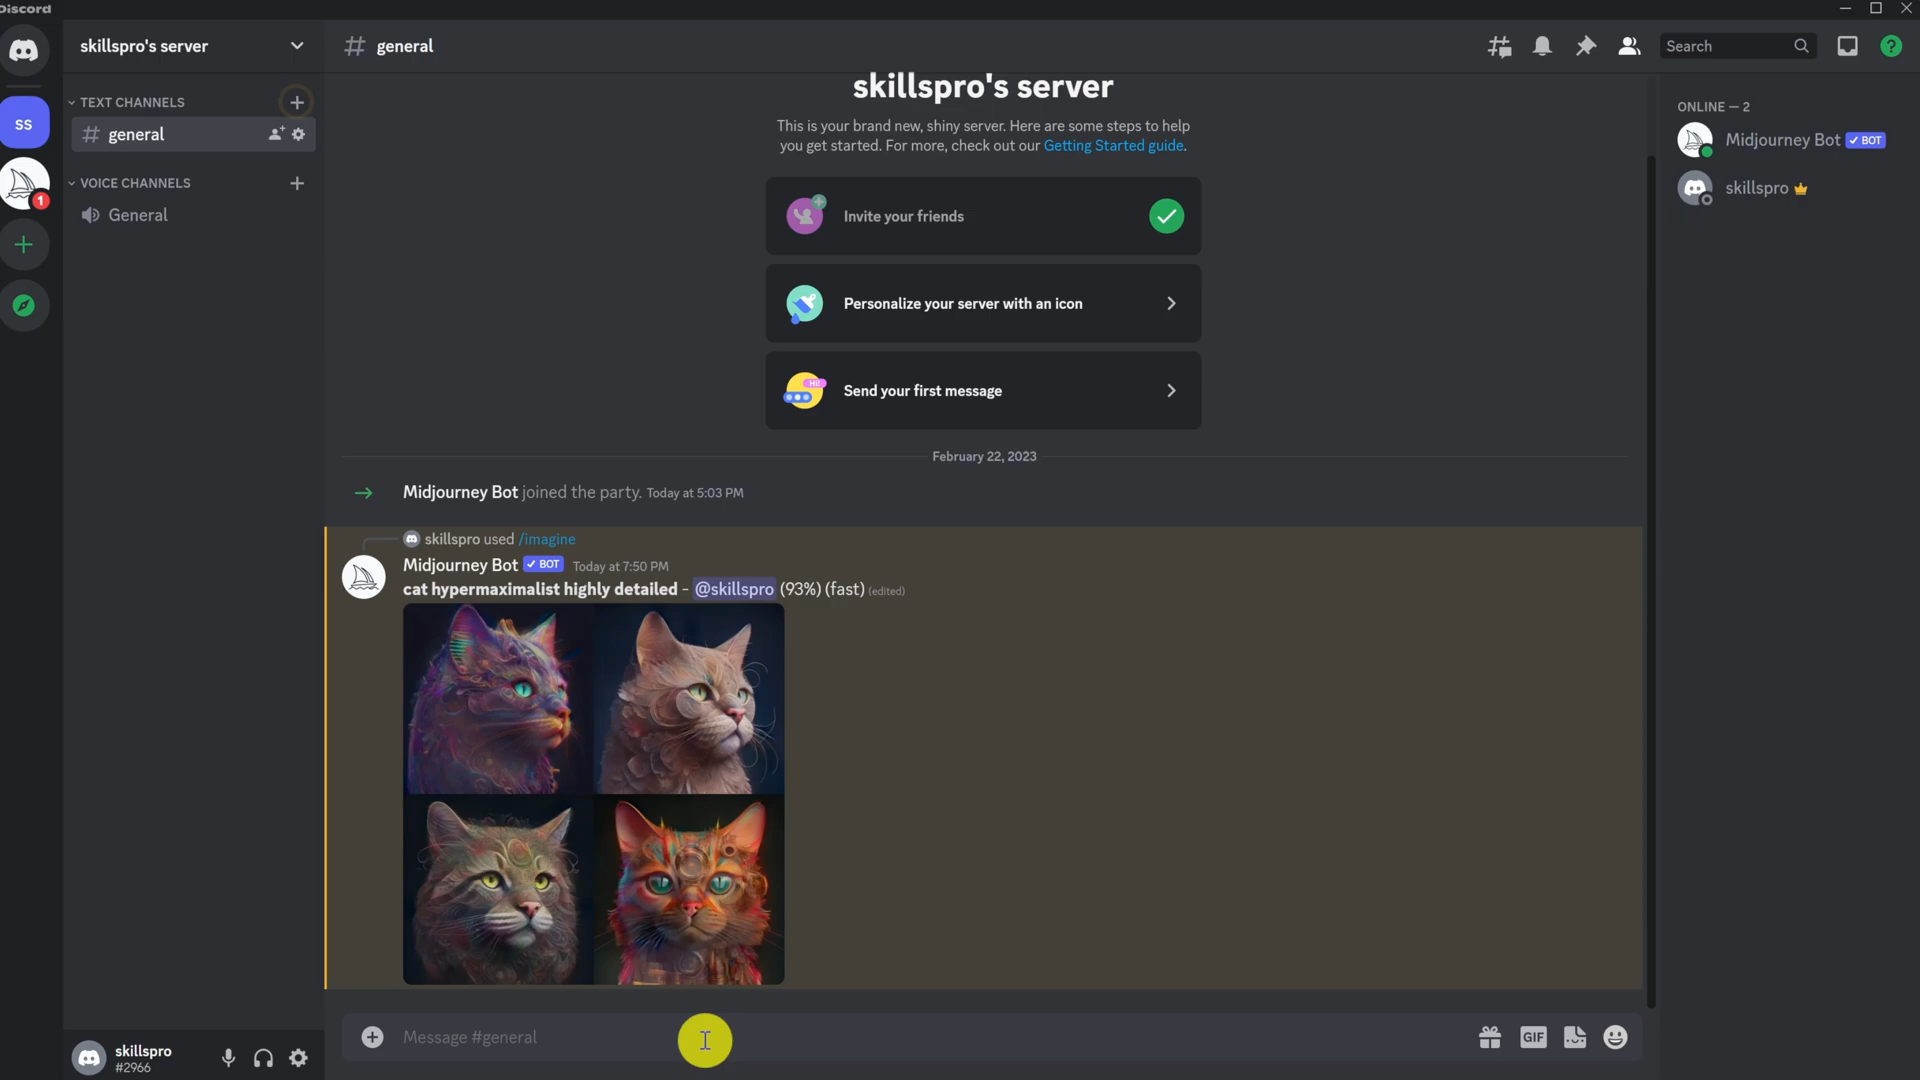 Discord
skillspro's server
# general
Search
TEXT CHANNELS
# general
VOICE CHANNELS
General
SS
1
skillspro's server
This is your brand new, shiny server. Here are some steps to help
you get started. For more, check out our Getting Started guide.
Invite your friends
Personalize your server with an icon
Hi!
Send your first message
February 22, 2023
Midjourney Bot joined the party. Today at 5:03 PM
skillspro used /imagine
Midjourney Bot ✓ BOT Today at 7:50 PM
cat hypermaximalist highly detailed - @skillspro (93%) (fast) (edited)
Message #general
GIF
skillspro
#2966
ONLINE — 2
Midjourney Bot ✓ BOT
skillspro